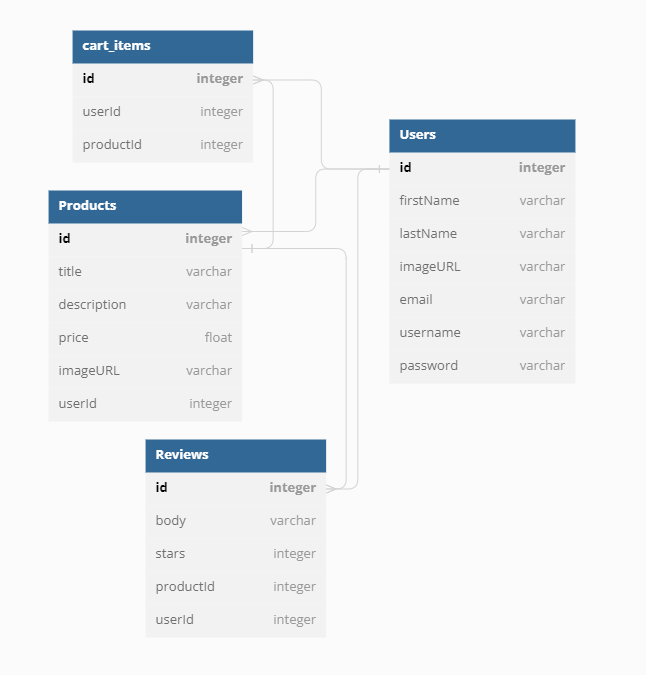 cart_items
id integer
userId integer
productId integer
Products
id integer
title varchar
description varchar
price float
imageURL varchar
userId integer
Users
id integer
firstName varchar
lastName varchar
imageURL varchar
email varchar
username varchar
password varchar
Reviews
id integer
body varchar
stars integer
productId integer
userId integer